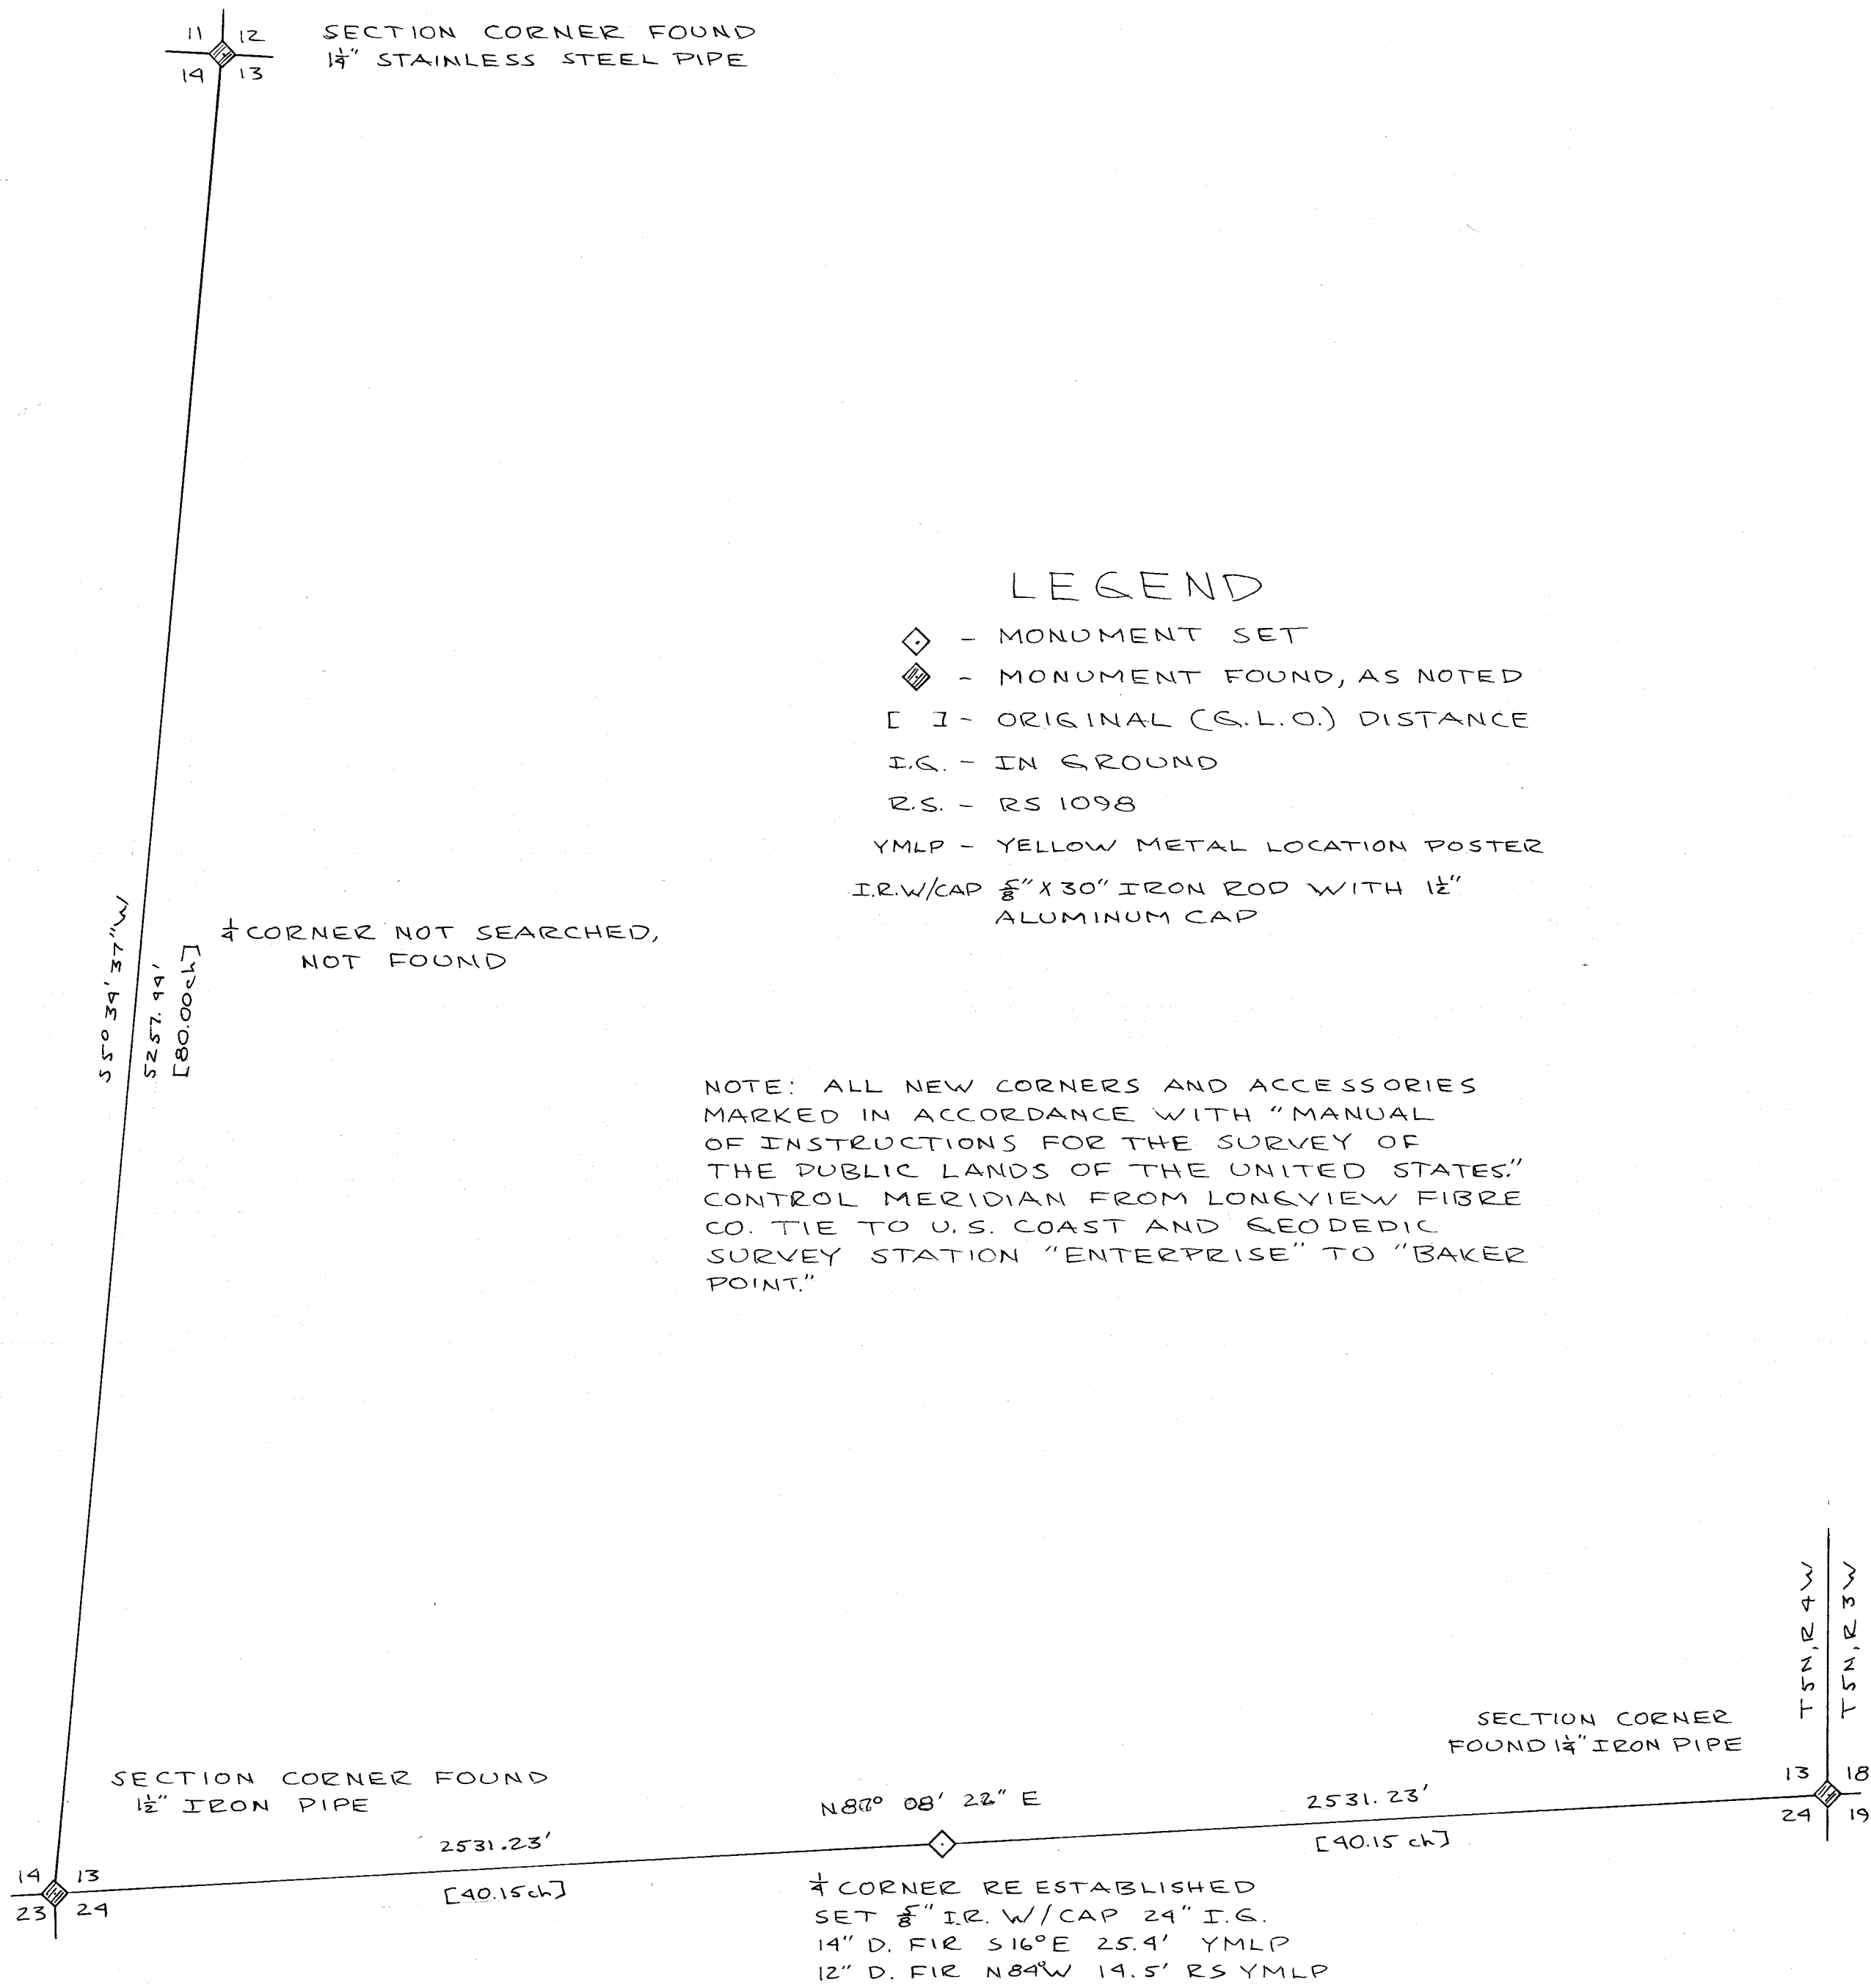 11 12
14 13
SECTION CORNER FOUND
1¼" STAINLESS STEEL PIPE
LEGEND
- MONUMENT SET
- MONUMENT FOUND, AS NOTED
[ ] - ORIGINAL (G.L.O.) DISTANCE
I.G. - IN GROUND
R.S. - RS 1098
YMLP - YELLOW METAL LOCATION POSTER
I.R.W/CAP ⅝" X 30" IRON ROD WITH 1½"
ALUMINUM CAP
S5° 34' 37" W
5257.44'
[80.00ch]
¼ CORNER NOT SEARCHED,
NOT FOUND
NOTE: ALL NEW CORNERS AND ACCESSORIES
MARKED IN ACCORDANCE WITH "MANUAL
OF INSTRUCTIONS FOR THE SURVEY OF
THE PUBLIC LANDS OF THE UNITED STATES."
CONTROL MERIDIAN FROM LONGVIEW FIBRE
CO. TIE TO U.S. COAST AND GEODEDIC
SURVEY STATION "ENTERPRISE" TO "BAKER
POINT."
T5N, R4W
T5N, R3W
SECTION CORNER
FOUND 1¼" IRON PIPE
13 18
24 19
SECTION CORNER FOUND
1½" IRON PIPE
N87° 08' 22" E
2531.23'
2531.23'
[40.15 ch]
[40.15ch]
14 13
23 24
¼ CORNER RE ESTABLISHED
SET ⅝" I.R. W/CAP 24" I.G.
14" D. FIR S16°E 25.4' YMLP
12" D. FIR N84°W 14.5' RS YMLP